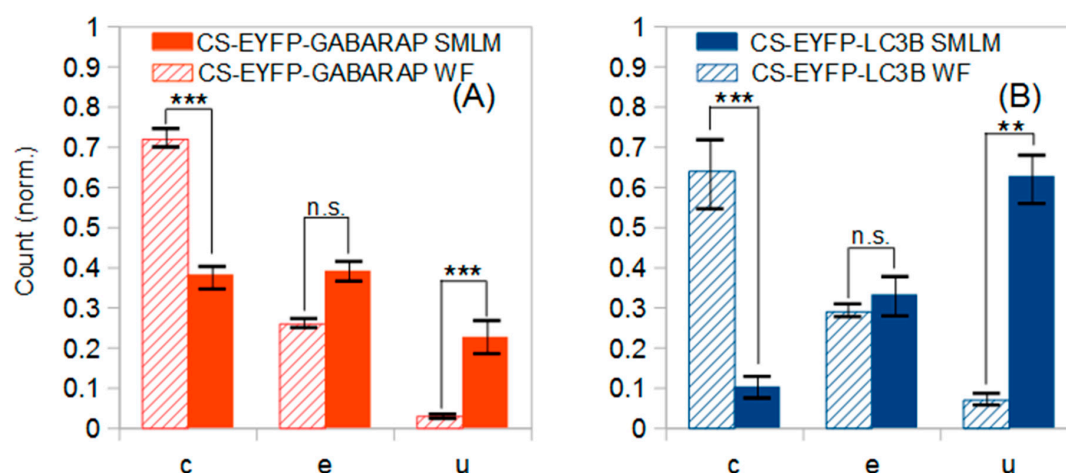 Count (norm.)
1
0.9
0.8
0.7
0.6
0.5
0.4
0.3
0.2
0.1
0
CS-EYFP-GABARAP SMLM
CS-EYFP-GABARAP WF
(A)
***
n.s.
***
c e u
1
0.9
0.8
0.7
0.6
0.5
0.4
0.3
0.2
0.1
0
CS-EYFP-LC3B SMLM
CS-EYFP-LC3B WF
(B)
***
n.s.
**
c e u